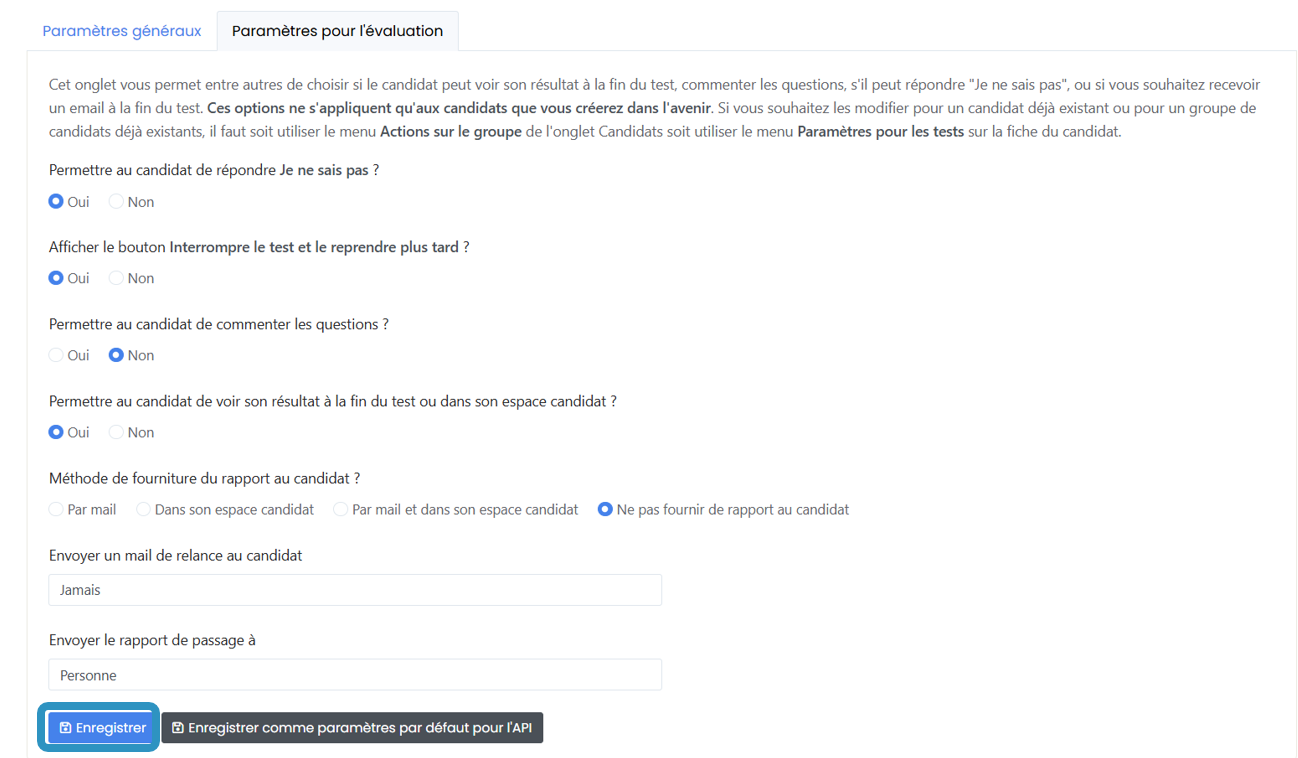 Paramètres généraux Paramètres pour l'évaluation
Cet onglet vous permet entre autres de choisir si le candidat peut voir son résultat à la fin du test, commenter les questions, s'il peut répondre "Je ne sais pas", ou si vous souhaitez recevoir
un email à la fin du test. Ces options ne s'appliquent qu'aux candidats que vous créerez dans l'avenir. Si vous souhaitez les modifier pour un candidat déjà existant ou pour un groupe de
candidats déjà existants, il faut soit utiliser le menu Actions sur le groupe de l'onglet Candidats soit utiliser le menu Paramètres pour les tests sur la fiche du candidat.
Permettre au candidat de répondre Je ne sais pas ?
Oui Non
Afficher le bouton Interrompre le test et le reprendre plus tard ?
Oui Non
Permettre au candidat de commenter les questions ?
Oui Non
Permettre au candidat de voir son résultat à la fin du test ou dans son espace candidat ?
Oui Non
Méthode de fourniture du rapport au candidat ?
Par mail Dans son espace candidat Par mail et dans son espace candidat Ne pas fournir de rapport au candidat
Envoyer un mail de relance au candidat
Jamais
Envoyer le rapport de passage à
Personne
Enregistrer Enregistrer comme paramètres par défaut pour l'API